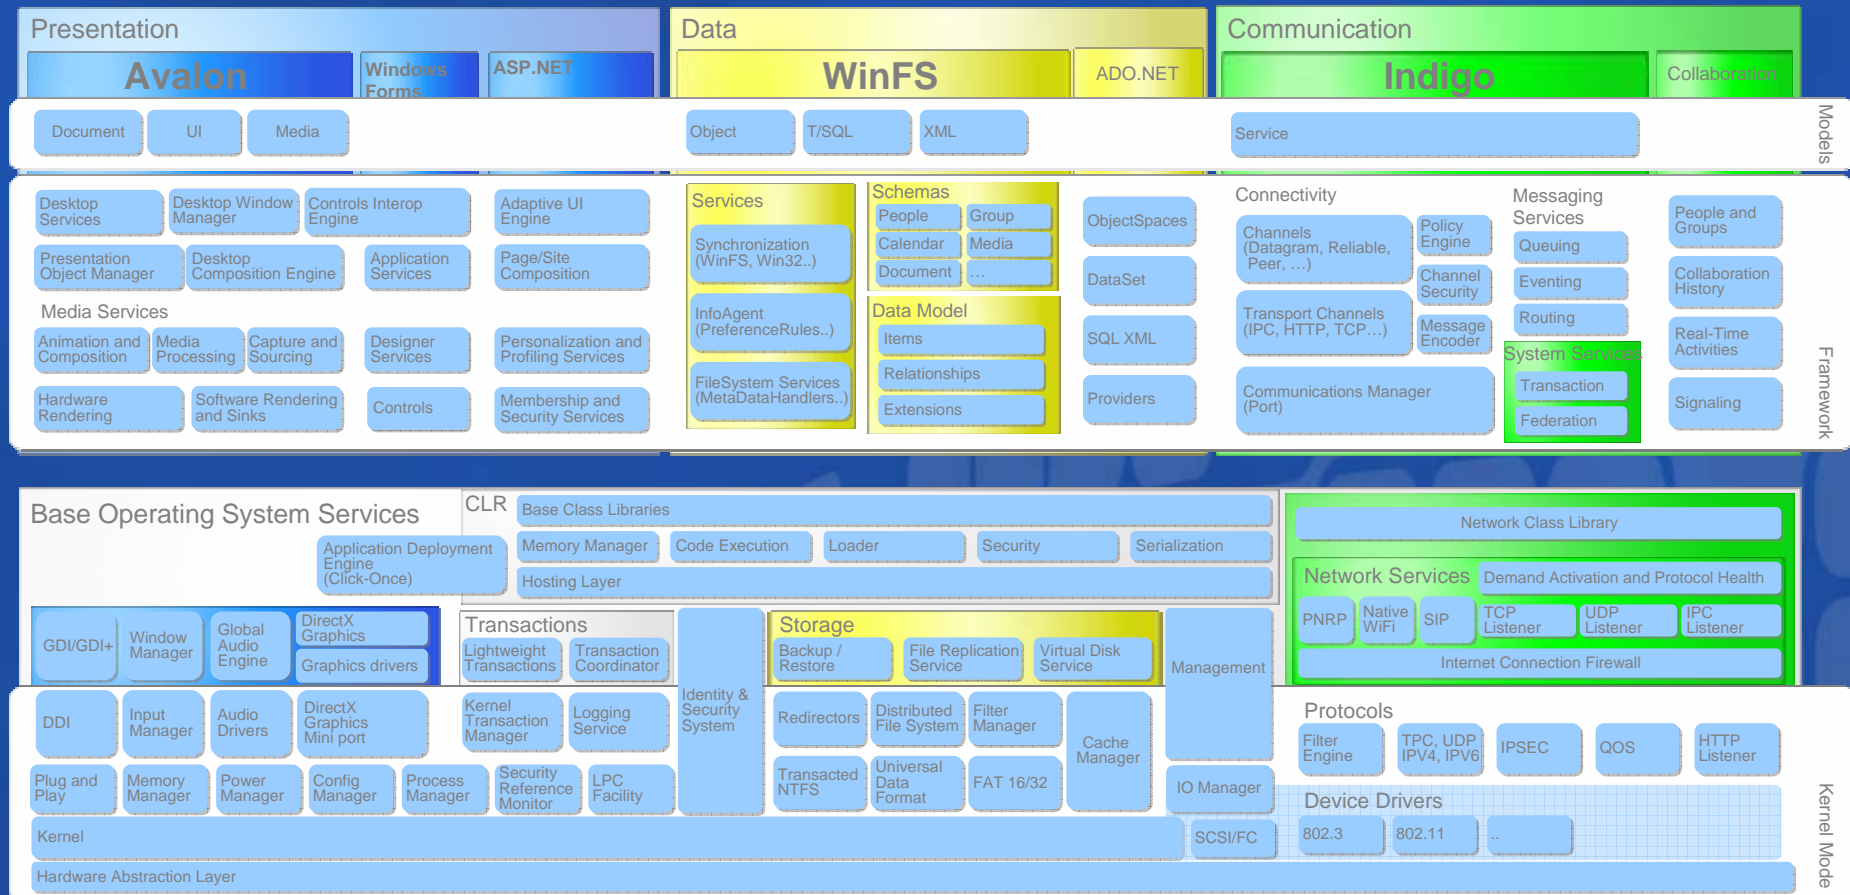 Presentation
Avalon
Windows
Forms
ASP.NET
Data
WinFS
ADO.NET
Communication
Indigo
Collaboration
Models
Document
UI
Media
Object
T/SQL
XML
Service
Framework
Desktop
Services
Desktop Window
Manager
Controls Interop
Engine
Adaptive UI
Engine
Presentation
Object Manager
Desktop
Composition Engine
Application
Services
Page/Site
Composition
Media Services
Animation and
Composition
Media
Processing
Capture and
Sourcing
Designer
Services
Personalization and
Profiling Services
Hardware
Rendering
Software Rendering
and Sinks
Controls
Membership and
Security Services
Services
Synchronization
(WinFS, Win32..)
InfoAgent
(PreferenceRules..)
FileSystem Services
(MetaDataHandlers..)
Schemas
People
Group
Calendar
Media
Document
...
Data Model
Items
Relationships
Extensions
ObjectSpaces
DataSet
SQL XML
Providers
Connectivity
Channels
(Datagram, Reliable,
Peer, …)
Transport Channels
(IPC, HTTP, TCP…)
Communications Manager
(Port)
Policy
Engine
Channel
Security
Message
Encoder
Messaging
Services
Queuing
Eventing
Routing
System Services
Transaction
Federation
People and
Groups
Collaboration
History
Real-Time
Activities
Signaling
Base Operating System Services
Application Deployment
Engine
(Click-Once)
CLR
Base Class Libraries
Memory Manager
Code Execution
Loader
Security
Serialization
Hosting Layer
Network Class Library
Network Services
Demand Activation and Protocol Health
PNRP
Native
WiFi
SIP
TCP
Listener
UDP
Listener
IPC
Listener
Internet Connection Firewall
GDI/GDI+
Window
Manager
Global
Audio
Engine
DirectX
Graphics
Graphics drivers
Transactions
Lightweight
Transactions
Transaction
Coordinator
Identity &
Security
System
Storage
Backup /
Restore
File Replication
Service
Virtual Disk
Service
Management
Kernel Mode
DDI
Input
Manager
Audio
Drivers
DirectX
Graphics
Mini port
Kernel
Transaction
Manager
Logging
Service
Redirectors
Distributed
File System
Filter
Manager
Cache
Manager
Transacted
NTFS
Universal
Data
Format
FAT 16/32
IO Manager
Protocols
Filter
Engine
TPC, UDP
IPV4, IPV6
IPSEC
QOS
HTTP
Listener
Plug and
Play
Memory
Manager
Power
Manager
Config
Manager
Process
Manager
Security
Reference
Monitor
LPC
Facility
Device Drivers
802.3
802.11
..
Kernel
SCSI/FC
Hardware Abstraction Layer